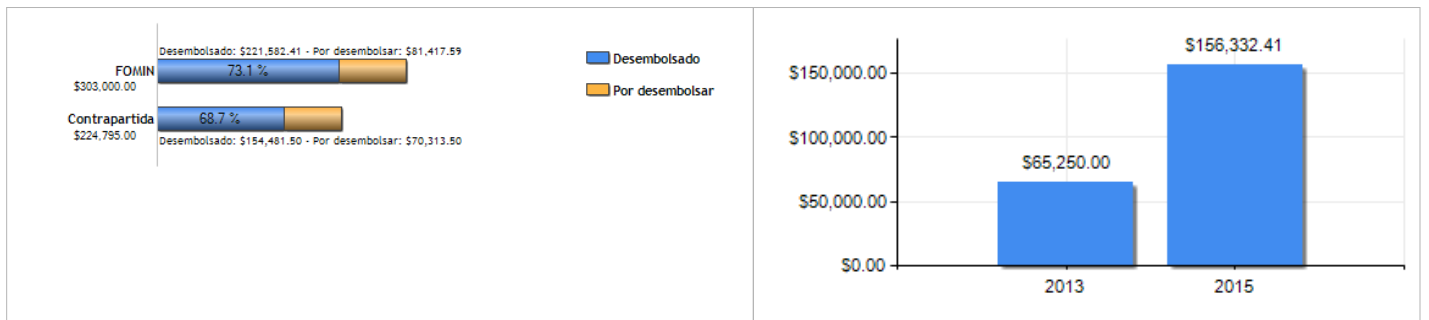 Desembolsado: $221,582.41 - Por desembolsar: $81,417.59
FOMIN
73.1 %
$303,000.00
Contrapartida
68.7 %
$224,795.00
Desembolsado: $154,481.50 - Por desembolsar: $70,313.50
Desembolsado
Por desembolsar
$156,332.41
$150,000.00
$100,000.00
$65,250.00
$50,000.00
$0.00
2013
2015